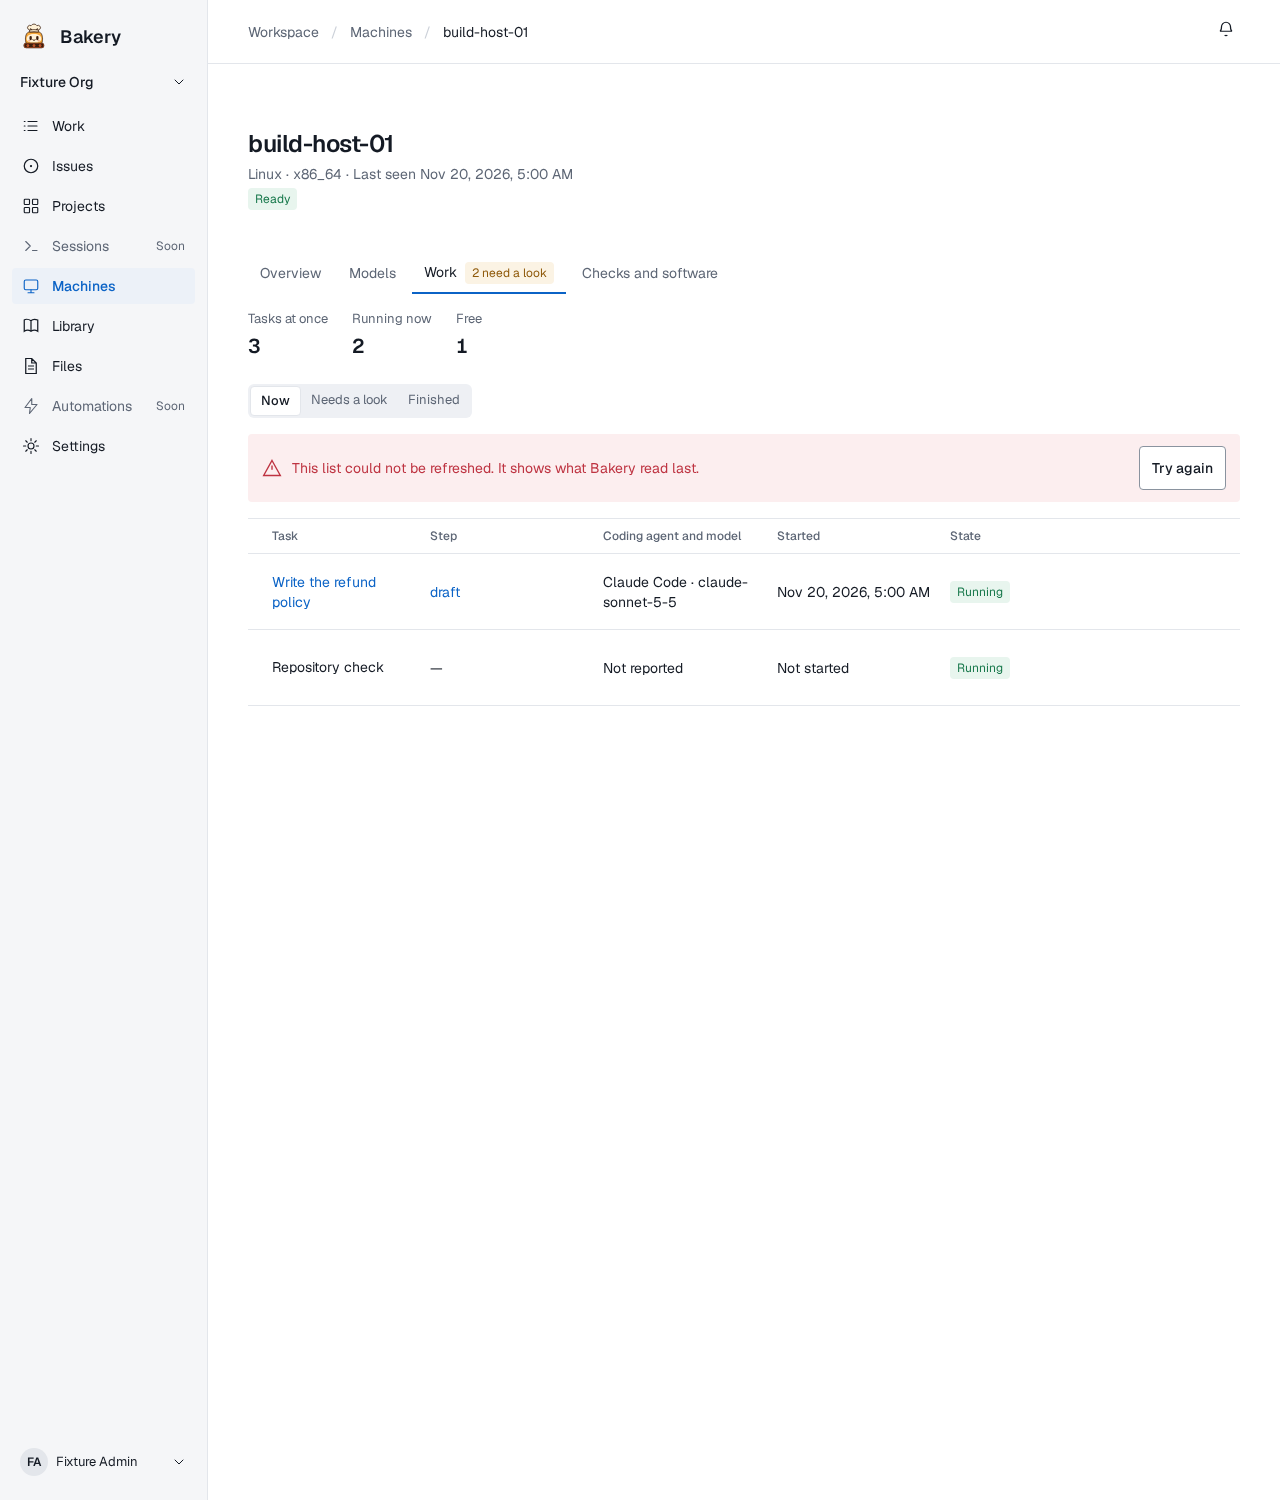 Bakery
Fixture Org
Work
Issues
Projects
Sessions Soon
Machines
Library
Files
Automations Soon
Settings
FA Fixture Admin
Workspace / Machines / build-host-01
build-host-01
Linux · x86_64 · Last seen Nov 20, 2026, 5:00 AM
Ready
Overview Models Work 2 need a look Checks and software
Tasks at once Running now Free
3 2 1
Now Needs a look Finished
This list could not be refreshed. It shows what Bakery read last. Try again
Task Step Coding agent and model Started State
Write the refund policy draft Claude Code · claude-sonnet-5-5 Nov 20, 2026, 5:00 AM Running
Repository check — Not reported Not started Running